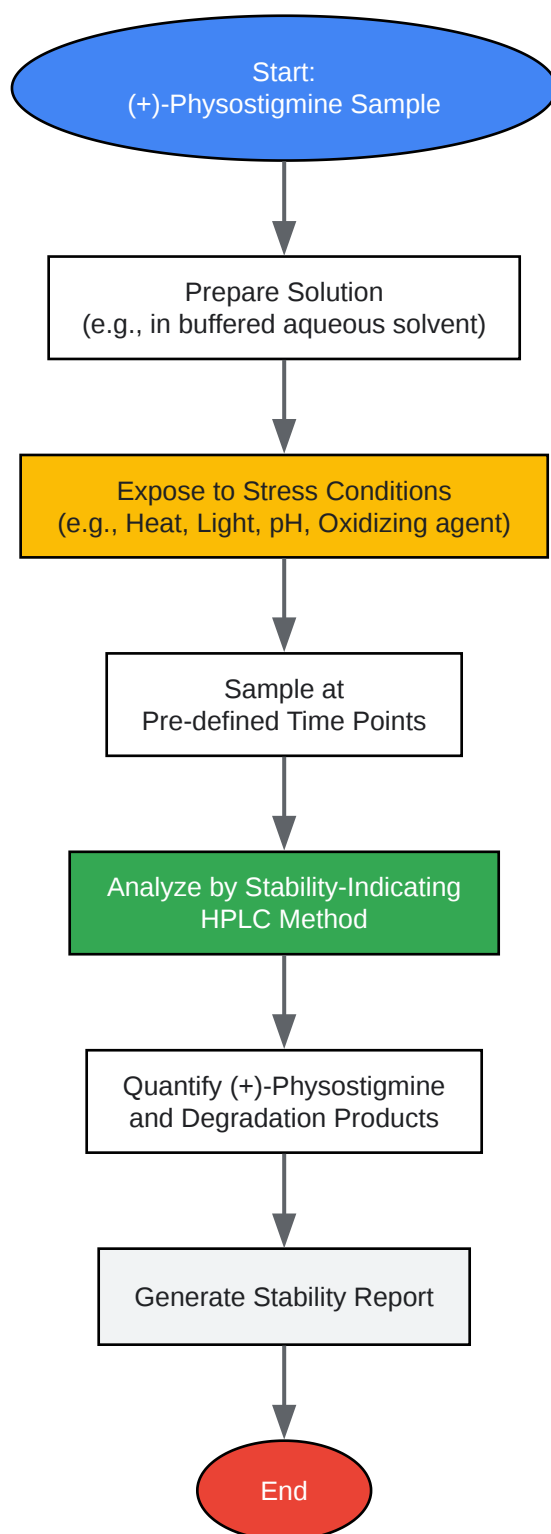 Start:
(+)-Physostigmine Sample
Prepare Solution
(e.g., in buffered aqueous solvent)
Expose to Stress Conditions
(e.g., Heat, Light, pH, Oxidizing agent)
Sample at
Pre-defined Time Points
Analyze by Stability-Indicating
HPLC Method
Quantify (+)-Physostigmine
and Degradation Products
Generate Stability Report
End